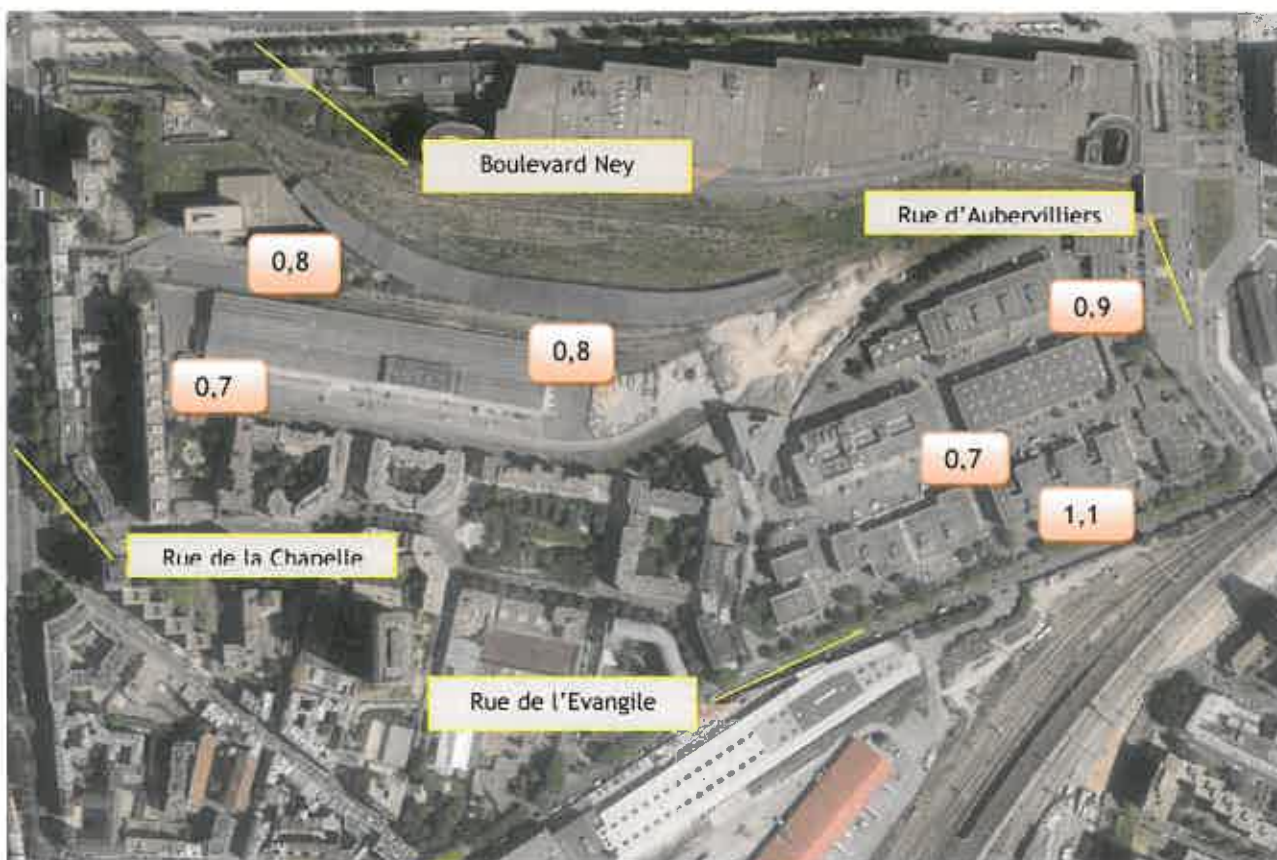 Boulevard Ney
Rue d'Aubervilliers
0,8
0,9
0,8
0,7
0,7
1,1
Rue de la Chapelle
Rue de l'Evangile